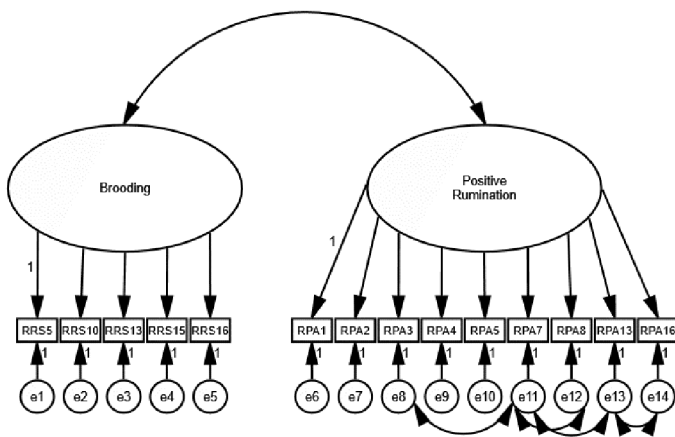 Brooding
Positive
Rumination
1
1
RRS5 RRS10 RRS13 RRS15 RRS16
RPA1 RPA2 RPA3 RPA4 RPA5 RPA7 RPA8 RPA13 RPA16
1 1 1 1 1
1 1 1 1 1 1 1 1 1
e1 e2 e3 e4 e5
e6 e7 e8 e9 e10 e11 e12 e13 e14